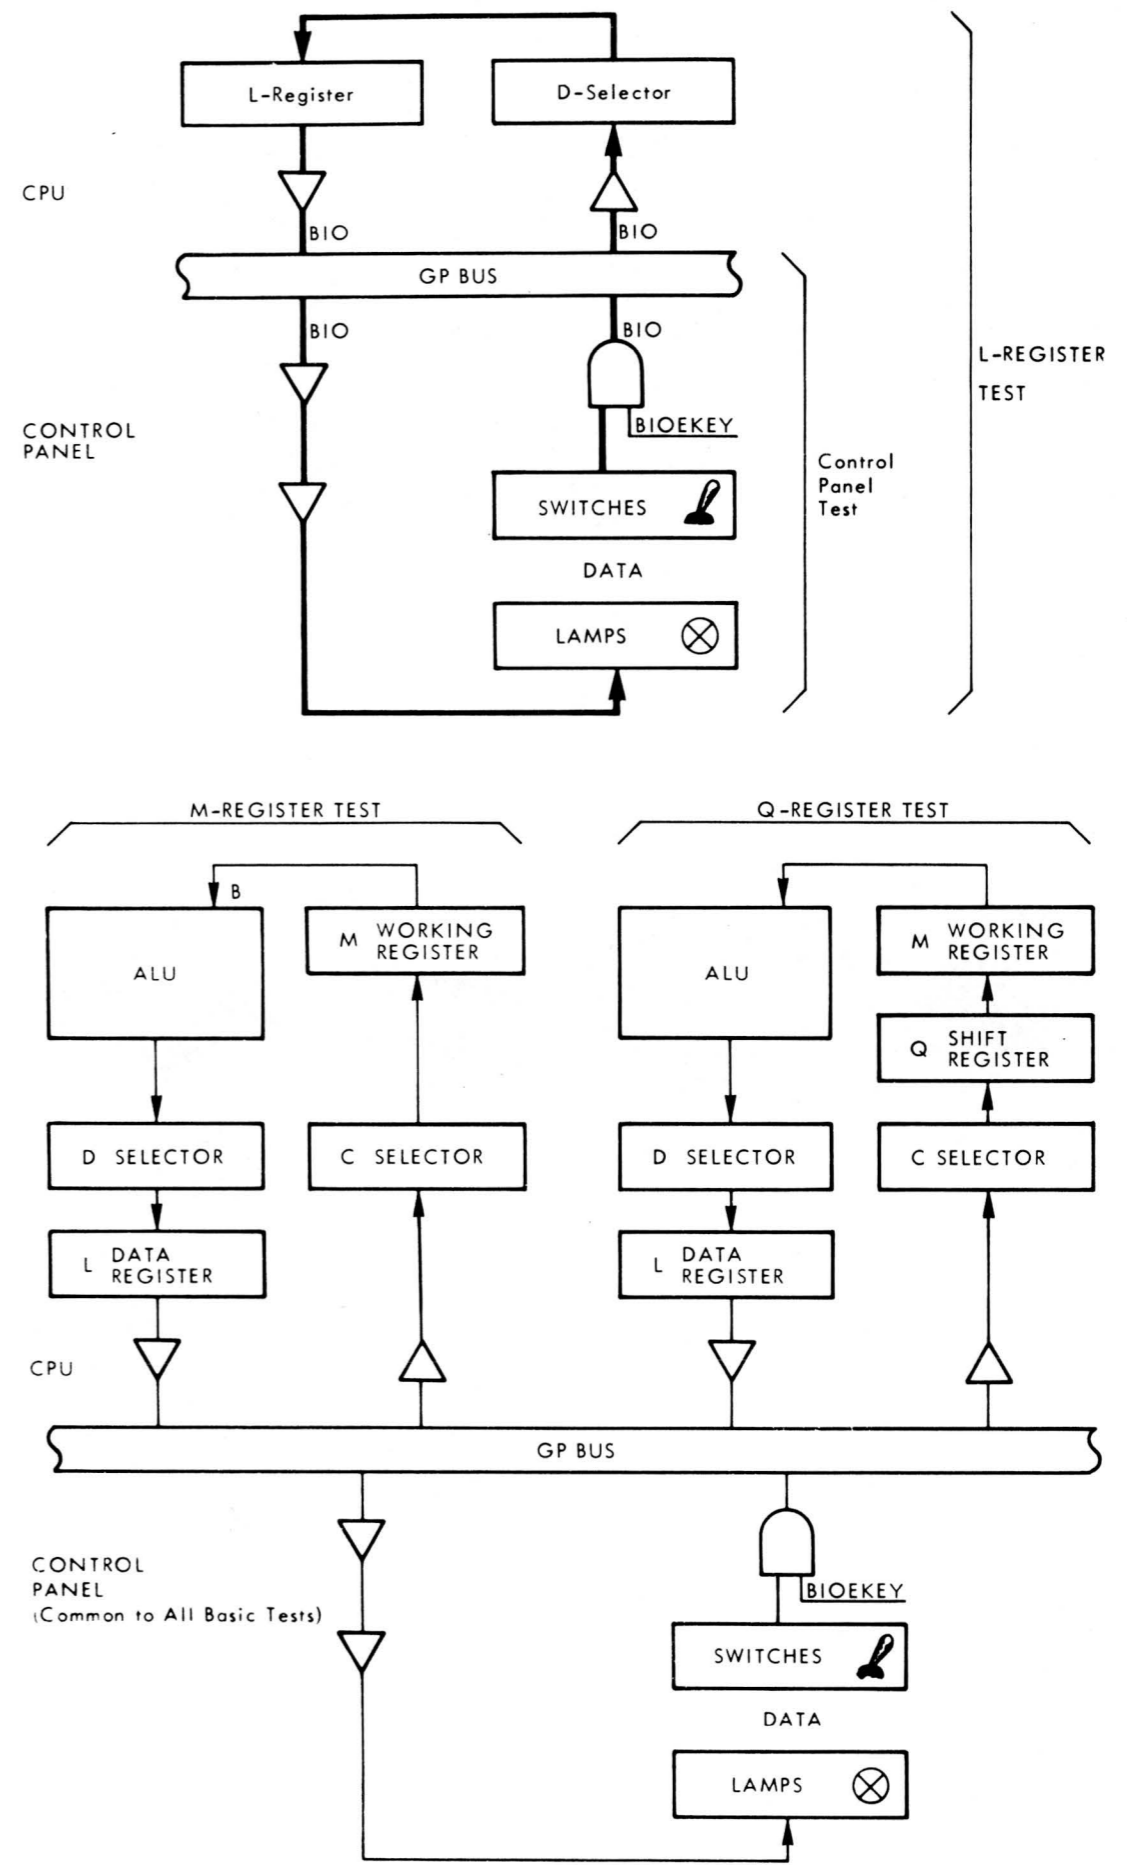 L-Register
D-Selector
CPU
BIO
BIO
GP BUS
BIO
BIO
L-REGISTER
TEST
BIOEKEY
CONTROL
PANEL
Control
Panel
Test
SWITCHES
DATA
LAMPS
M-REGISTER TEST
Q-REGISTER TEST
B
ALU
M WORKING
REGISTER
ALU
M WORKING
REGISTER
Q SHIFT
REGISTER
D SELECTOR
C SELECTOR
D SELECTOR
C SELECTOR
L DATA
REGISTER
L DATA
REGISTER
CPU
GP BUS
CONTROL
PANEL
(Common to All Basic Tests)
BIOEKEY
SWITCHES
DATA
LAMPS